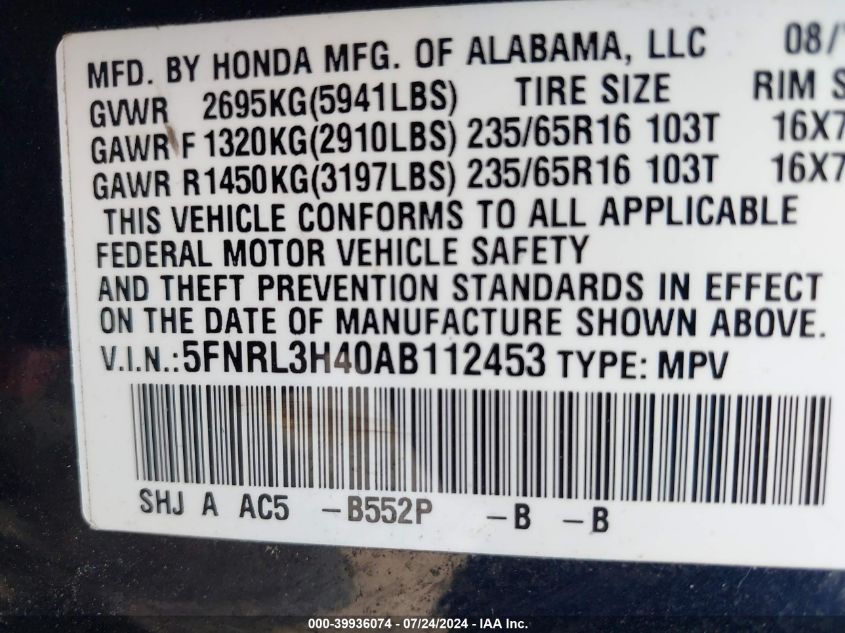 MFD. BY HONDA MFG. OF ALABAMA, LLC 08/
GVWR 2695KG(5941LBS) TIRE SIZE RIM S
GAWR F 1320KG(2910LBS) 235/65R16 103T 16X7
GAWR R1450KG(3197LBS) 235/65R16 103T 16X7
THIS VEHICLE CONFORMS TO ALL APPLICABLE
FEDERAL MOTOR VEHICLE SAFETY
AND THEFT PREVENTION STANDARDS IN EFFECT
ON THE DATE OF MANUFACTURE SHOWN ABOVE.
V.I.N.:5FNRL3H40AB112453 TYPE: MPV
SHJ A AC5 -B552P -B -B
000-39936074 - 07/24/2024 - IAA Inc.